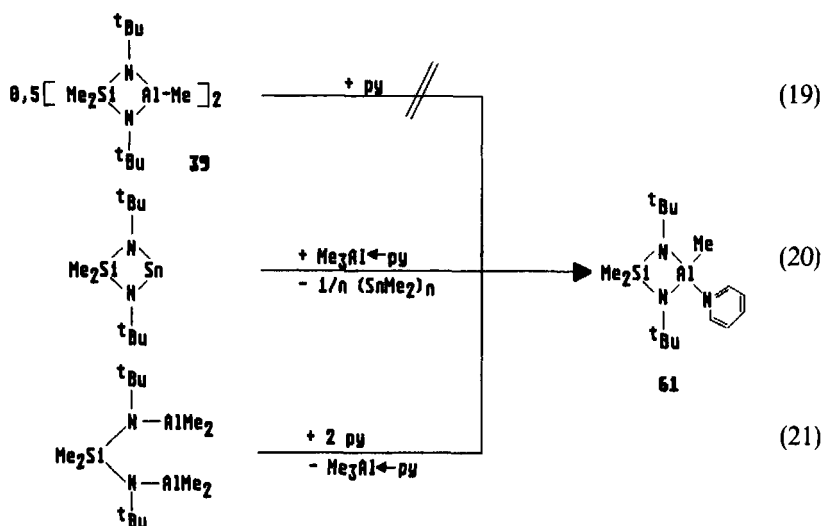 tBu
N
0,5[ Me2Si Al-Me ]2
N
tBu
39
+ py
(19)
tBu
N
Me2Si Sn
N
tBu
+ Me3Al←py
- 1/n (SnMe2)n
(20)
tBu
N
Me
Me2Si Al
N
N
tBu
61
tBu
N-AlMe2
Me2Si
N-AlMe2
tBu
+ 2 py
- Me3Al←py
(21)